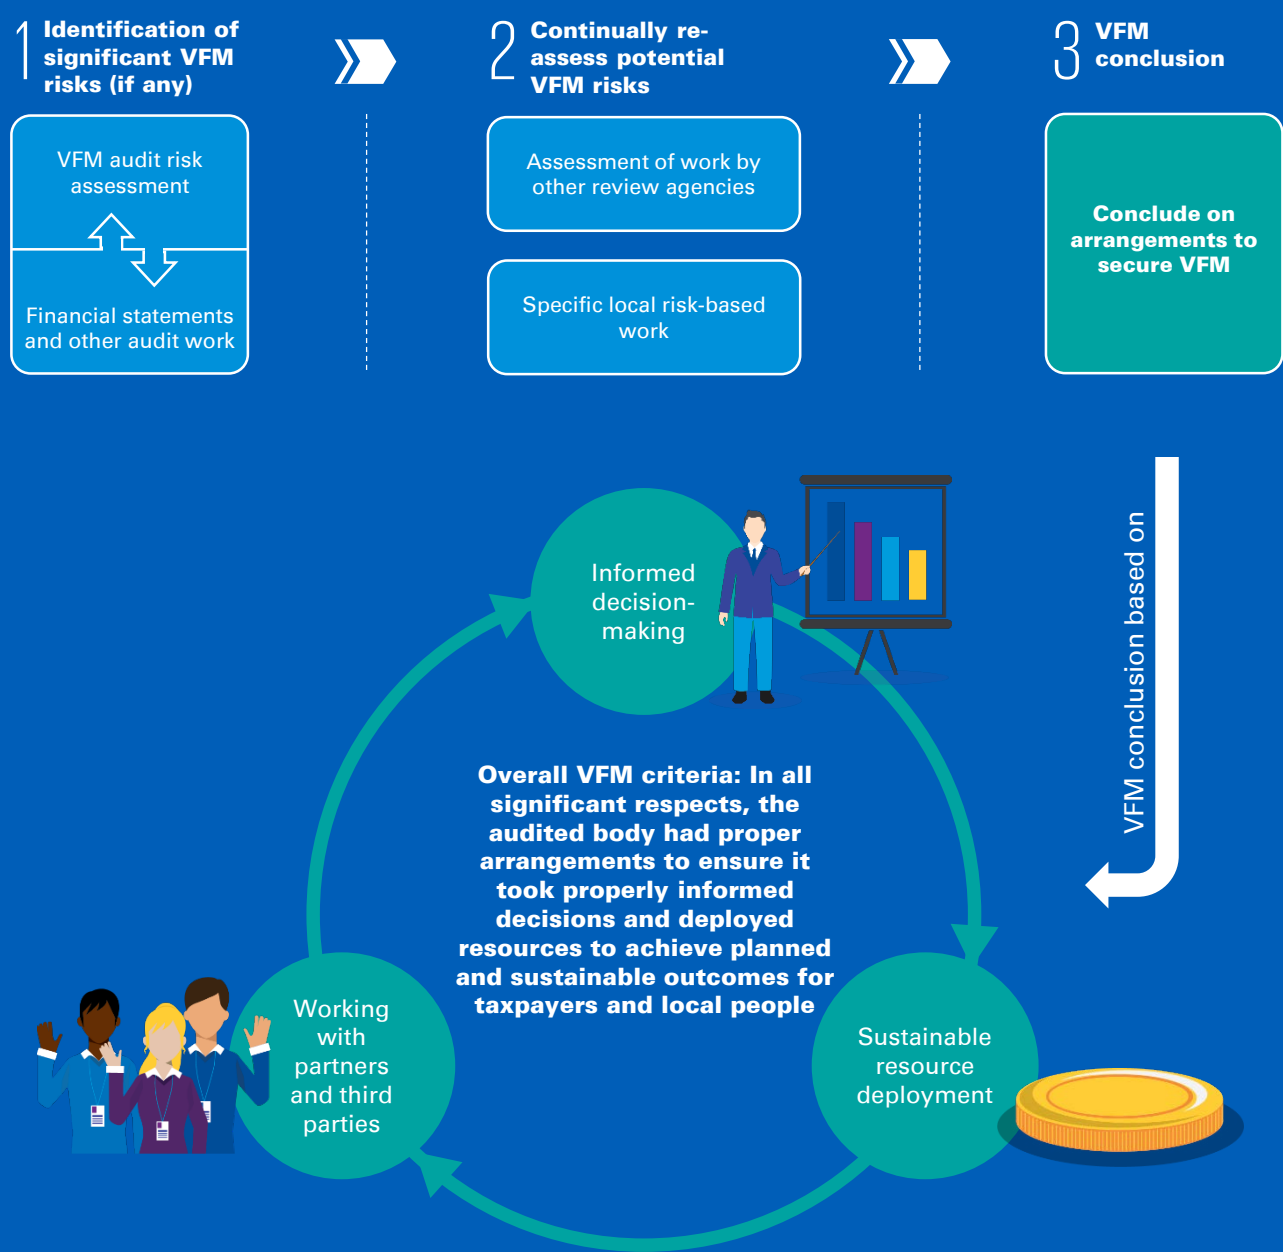 1 Identification of
significant VFM
risks (if any)
2 Continually re-
assess potential
VFM risks
3 VFM
conclusion
VFM audit risk
assessment
Financial statements
and other audit work
Assessment of work by
other review agencies
Specific local risk-based
work
Conclude on
arrangements to
secure VFM
VFM conclusion based on
Informed
decision-
making
Overall VFM criteria: In all
significant respects, the
audited body had proper
arrangements to ensure it
took properly informed
decisions and deployed
resources to achieve planned
and sustainable outcomes for
taxpayers and local people
Working
with
partners
and third
parties
Sustainable
resource
deployment